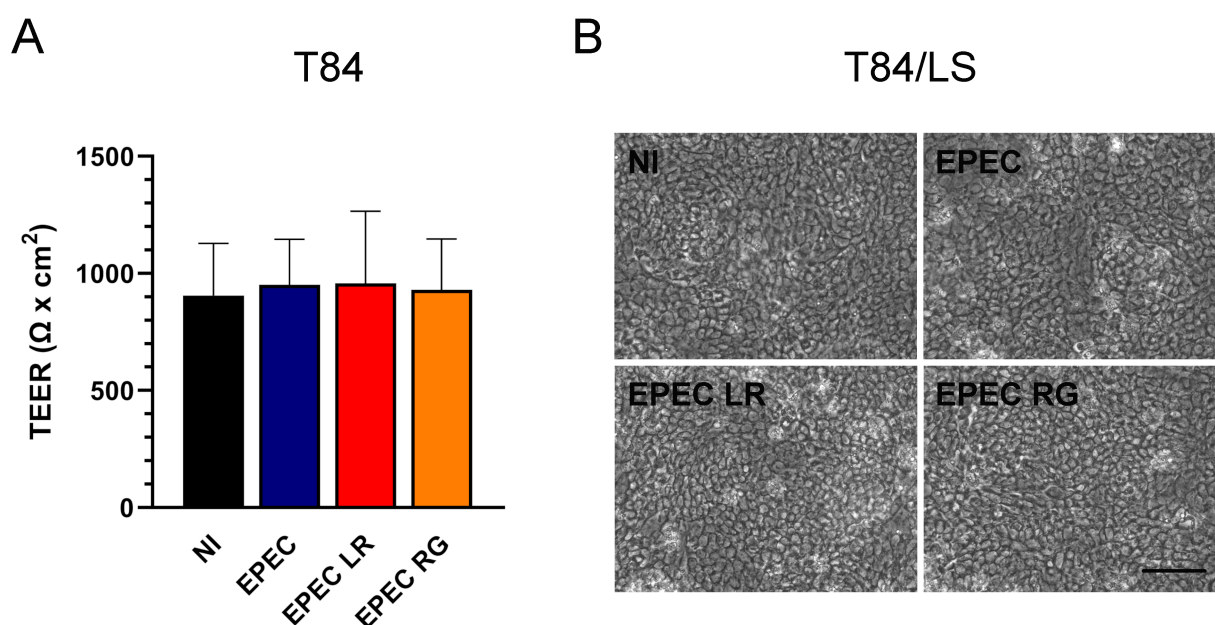 A
T84
1500
1000
500
0
TEER (Ω x cm²)
NI
EPEC
EPEC LR
EPEC RG
B
T84/LS
NI
EPEC
EPEC LR
EPEC RG